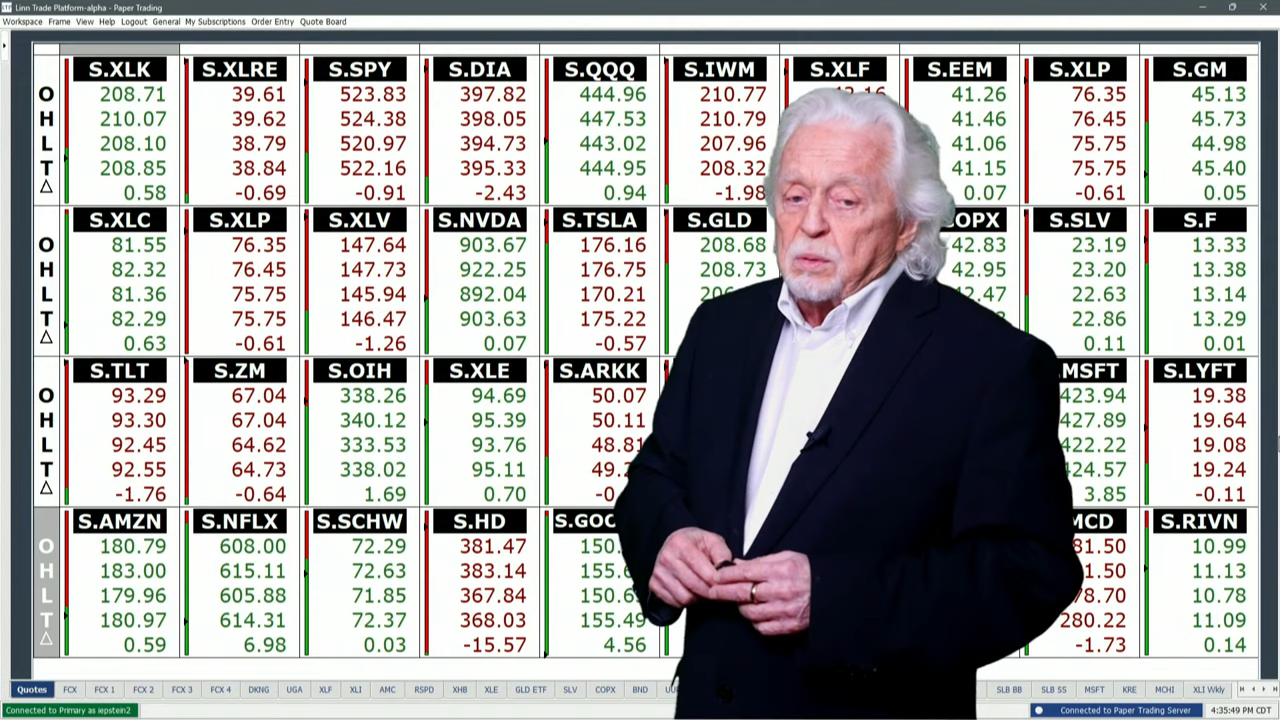 Linn Trade Platform-alpha - Paper Trading
Workspace Frame View Help Logout General My Subscriptions Order Entry Quote Board
S.XLK S.XLRE S.SPY S.DIA S.QQQ S.IWM S.XLF S.EEM S.XLP S.GM
O 208.71 39.61 523.83 397.82 444.96 210.77 41.26 76.35 45.13
H 210.07 39.62 524.38 398.05 447.53 210.79 41.46 76.45 45.73
L 208.10 38.79 520.97 394.73 443.02 207.96 41.06 75.75 44.98
T 208.85 38.84 522.16 395.33 444.95 208.32 41.15 75.75 45.40
△ 0.58 -0.69 -0.91 -2.43 0.94 -1.98 0.07 -0.61 0.05
S.XLC S.XLP S.XLV S.NVDA S.TSLA S.GLD OPX S.SLV S.F
O 81.55 76.35 147.64 903.67 176.16 208.68 42.83 23.19 13.33
H 82.32 76.45 147.73 922.25 176.75 208.73 42.95 23.20 13.38
L 81.36 75.75 145.94 892.04 170.21 22.63 13.14
T 82.29 75.75 146.47 903.63 175.22 22.86 13.29
△ 0.63 -0.61 -1.26 0.07 -0.57 0.11 0.01
S.TLT S.ZM S.OIH S.XLE S.ARKK MSFT S.LYFT
O 93.29 67.04 338.26 94.69 50.07 423.94 19.38
H 93.30 67.04 340.12 95.39 50.11 427.89 19.64
L 92.45 64.62 333.53 93.76 48.81 422.22 19.08
T 92.55 64.73 338.02 95.11 424.57 19.24
△ -1.76 -0.64 1.69 0.70 3.85 -0.11
S.AMZN S.NFLX S.SCHW S.HD S.GOO MCD S.RIVN
O 180.79 608.00 72.29 381.47 10.99
H 183.00 615.11 72.63 383.14 11.13
L 179.96 605.88 71.85 367.84 10.78
T 180.97 614.31 72.37 368.03 155.49 280.22 11.09
△ 0.59 6.98 0.03 -15.57 4.56 -1.73 0.14
Quotes FCX FCX 1 FCX 2 FCX 3 FCX 4 DKNG UGA XLF XLI AMC RSPD XHB XLE GLD ETF SLV COPX BND SLB BB SLB SS MSFT KRE MCHI XLI Wkly
Connected to Primary as iepstein2 Connected to Paper Trading Server 4:35:49 PM CDT